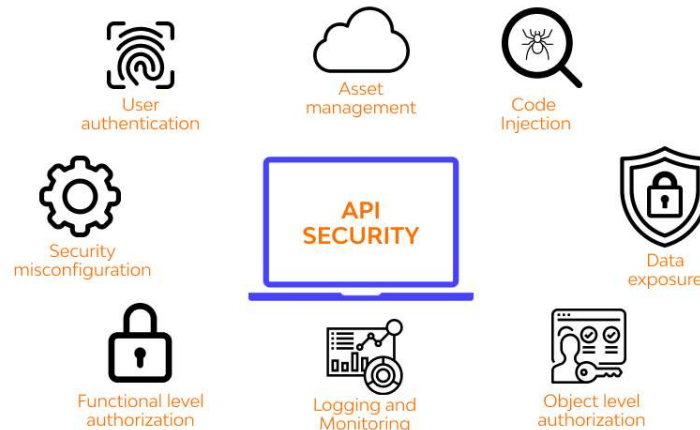 User
authentication
Asset
management
Code
Injection
API
SECURITY
Security
misconfiguration
Data
exposure
Functional level
authorization
Logging and
Monitoring
Object level
authorization